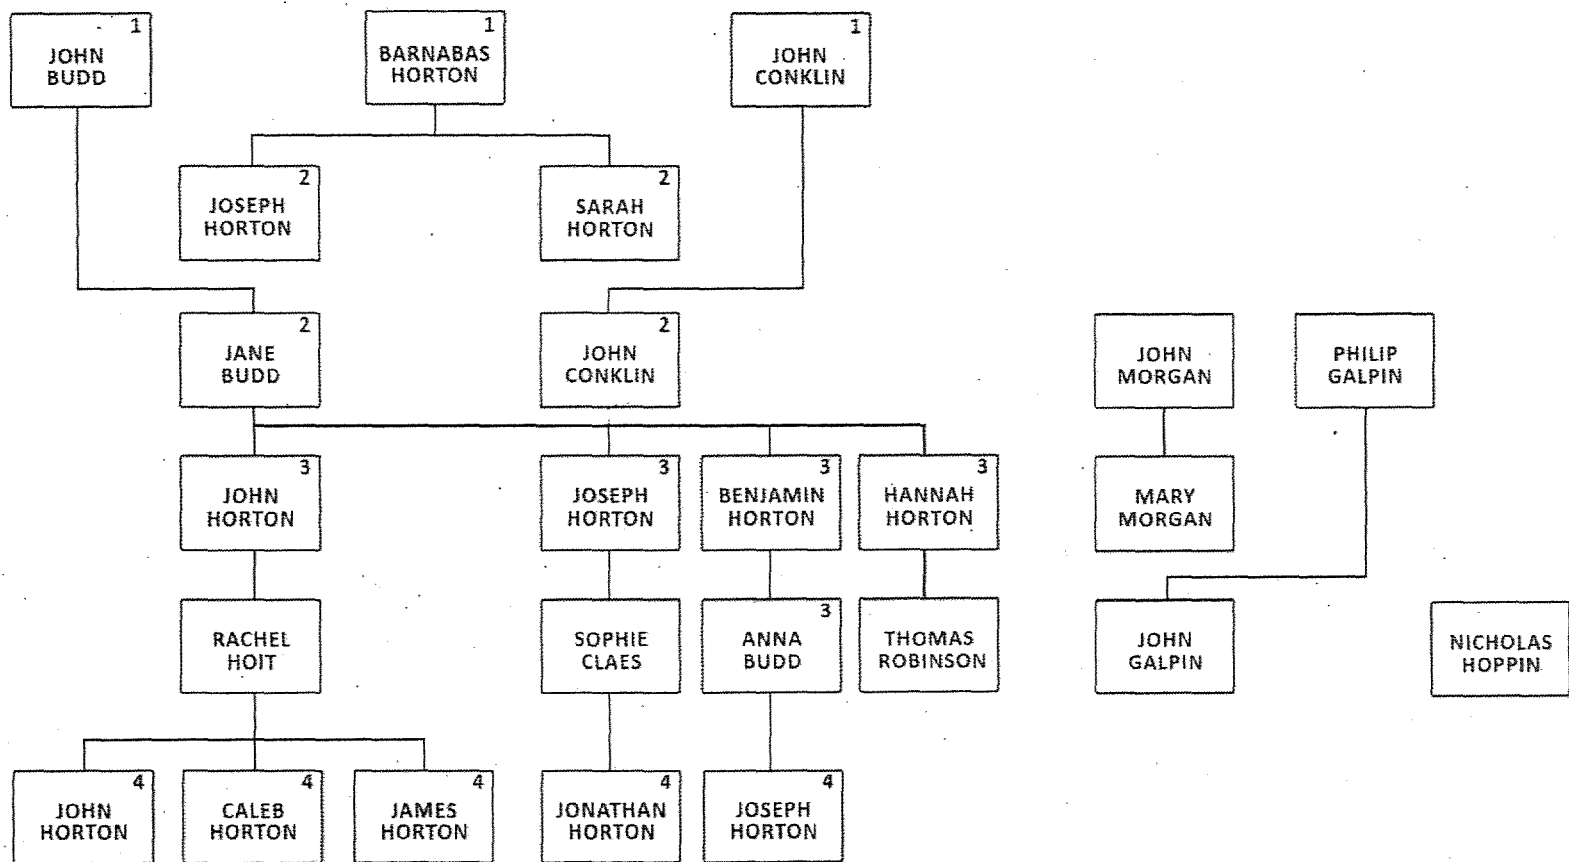 1
JOHN
BUDD
1
BARNABAS
HORTON
1
JOHN
CONKLIN
2
JOSEPH
HORTON
2
SARAH
HORTON
2
JANE
BUDD
2
JOHN
CONKLIN
JOHN
MORGAN
PHILIP
GALPIN
3
JOHN
HORTON
3
JOSEPH
HORTON
3
BENJAMIN
HORTON
3
HANNAH
HORTON
MARY
MORGAN
RACHEL
HOIT
SOPHIE
CLAES
3
ANNA
BUDD
THOMAS
ROBINSON
JOHN
GALPIN
NICHOLAS
HOPPIN
4
JOHN
HORTON
4
CALEB
HORTON
4
JAMES
HORTON
4
JONATHAN
HORTON
4
JOSEPH
HORTON